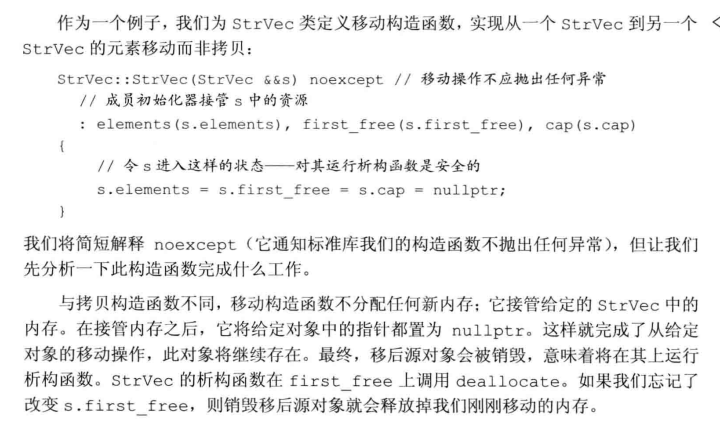 作为一个例子，我们为 StrVec 类定义移动构造函数，实现从一个 StrVec 到另一个 <
StrVec 的元素移动而非拷贝：
StrVec::StrVec(StrVec &&s) noexcept // 移动操作不应抛出任何异常
// 成员初始化器接管 s 中的资源
: elements(s.elements), first_free(s.first_free), cap(s.cap)
{
// 令 s 进入这样的状态——对其运行析构函数是安全的
s.elements = s.first_free = s.cap = nullptr;
}
我们将简短解释 noexcept（它通知标准库我们的构造函数不抛出任何异常），但让我们
先分析一下此构造函数完成什么工作。
与拷贝构造函数不同，移动构造函数不分配任何新内存；它接管给定的 StrVec 中的
内存。在接管内存之后，它将给定对象中的指针都置为 nullptr。这样就完成了从给定
对象的移动操作，此对象将继续存在。最终，移后源对象会被销毁，意味着将在其上运行
析构函数。StrVec 的析构函数在 first_free 上调用 deallocate。如果我们忘记了
改变 s.first_free，则销毁移后源对象就会释放掉我们刚刚移动的内存。